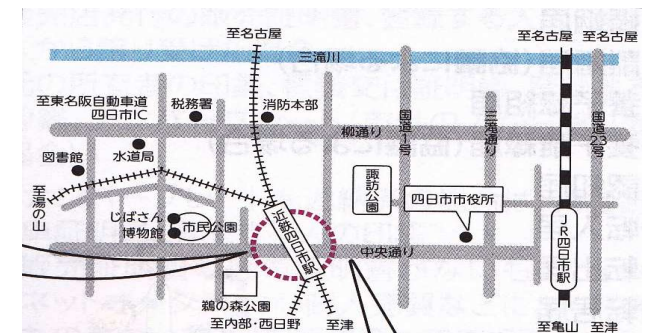 至名古屋
至名古屋
至名古屋
三滝川
至東名阪自動車道
四日市IC
税務署
消防本部
国道1号
三滝通り
国道23号
柳通り
図書館
水道局
諏訪公園
四日市市役所
至湯の山
じばさん
博物館
市民公園
近鉄四日市駅
JR四日市駅
中央通り
鵜の森公園
至内部・西日野
至津
至亀山
至津